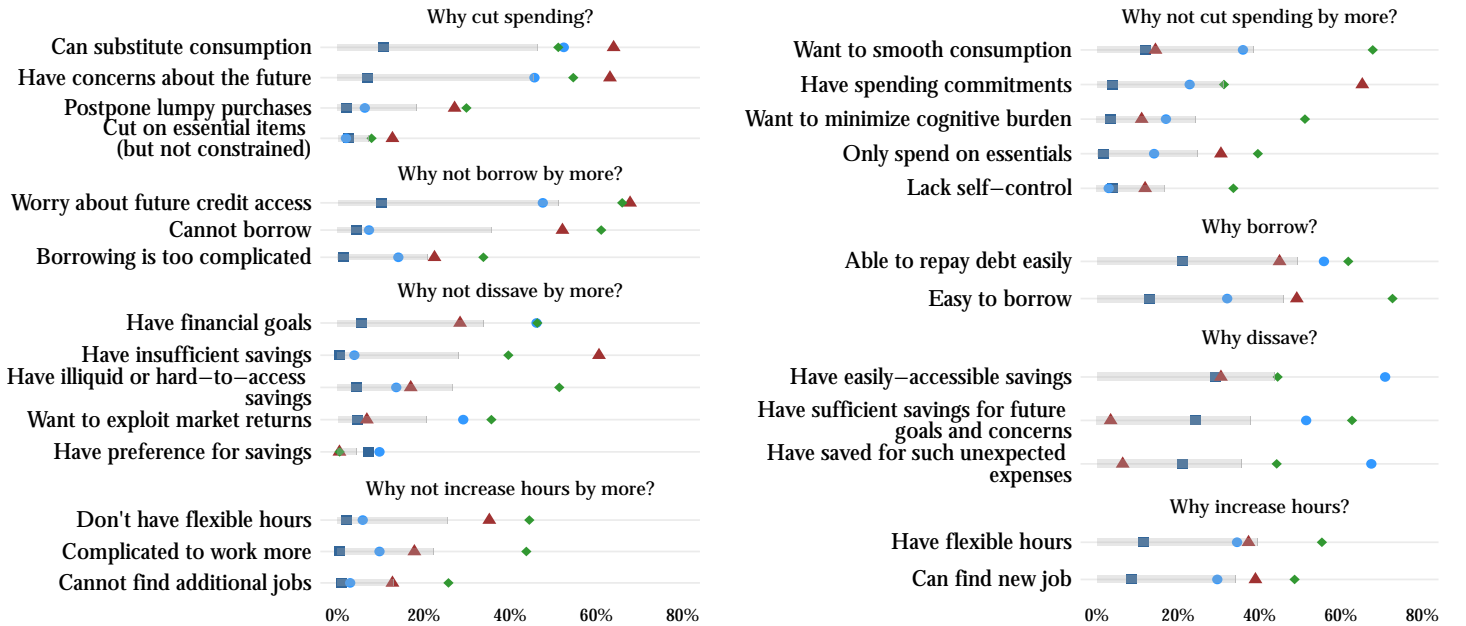 Why cut spending?
Can substitute consumption
Have concerns about the future
Postpone lumpy purchases
Cut on essential items
(but not constrained)
Why not borrow by more?
Worry about future credit access
Cannot borrow
Borrowing is too complicated
Why not dissave by more?
Have financial goals
Have insufficient savings
Have illiquid or hard−to−access
savings
Want to exploit market returns
Have preference for savings
Why not increase hours by more?
Don't have flexible hours
Complicated to work more
Cannot find additional jobs
0% 20% 40% 60% 80%
Why not cut spending by more?
Want to smooth consumption
Have spending commitments
Want to minimize cognitive burden
Only spend on essentials
Lack self−control
Why borrow?
Able to repay debt easily
Easy to borrow
Why dissave?
Have easily−accessible savings
Have sufficient savings for future
goals and concerns
Have saved for such unexpected
expenses
Why increase hours?
Have flexible hours
Can find new job
0% 20% 40% 60% 80%